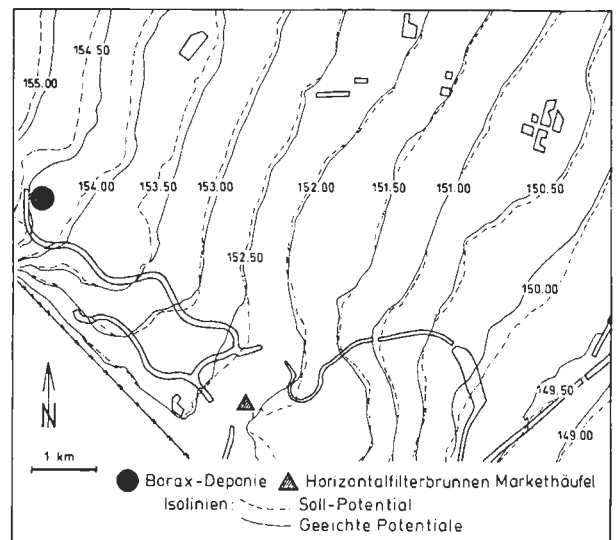 154.50
155.00
154.00 153.50 153.00 152.00 151.50 151.00 150.50
152.50
150.00
149.50
149.00
N
1 km
Borax-Deponie Horizontalfilterbrunnen Markethäufel
Isolinien: Soll-Potential
Geeichte Potentiale